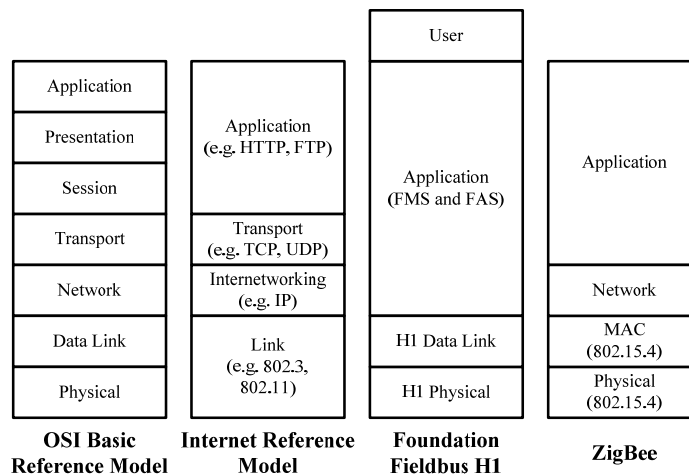 Application
Presentation
Session
Transport
Network
Data Link
Physical
OSI Basic
Reference Model
Application
(e.g. HTTP, FTP)
Transport
(e.g. TCP, UDP)
Internetworking
(e.g. IP)
Link
(e.g. 802.3,
802.11)
Internet Reference
Model
User
Application
(FMS and FAS)
H1 Data Link
H1 Physical
Foundation
Fieldbus H1
Application
Network
MAC
(802.15.4)
Physical
(802.15.4)
ZigBee